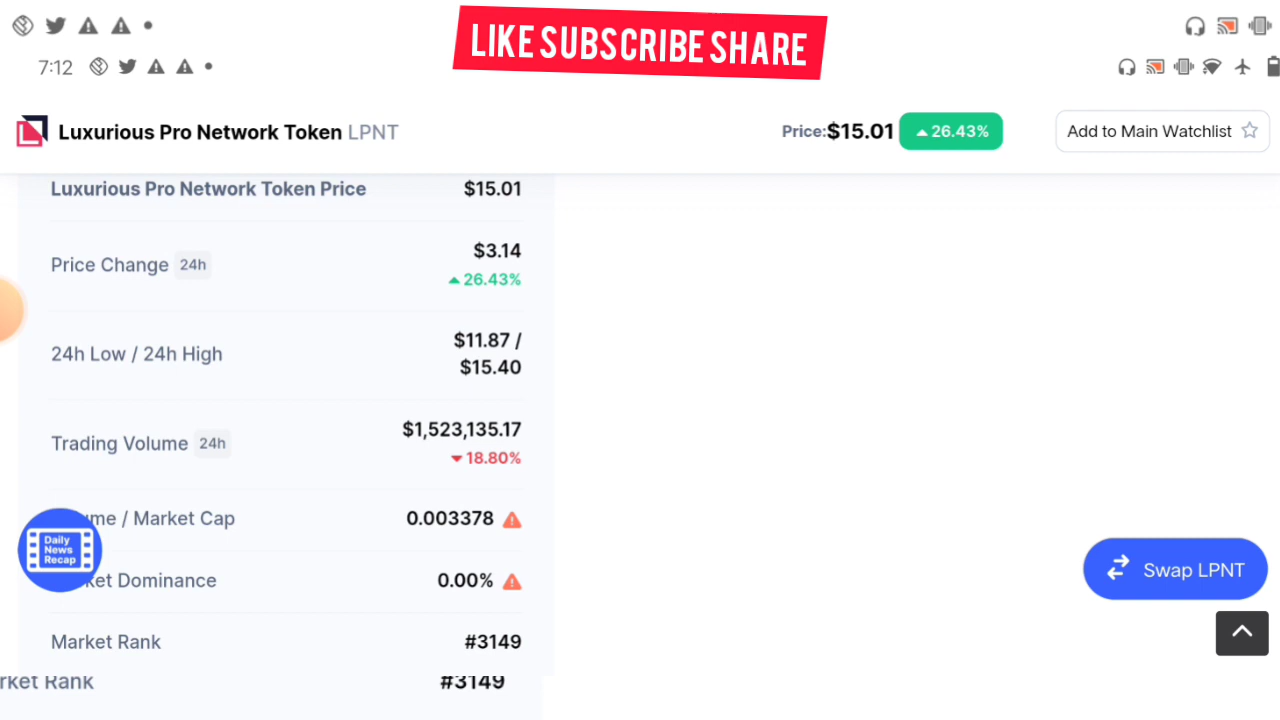 LIKE SUBSCRIBE SHARE
7:12
Luxurious Pro Network Token LPNT
Price:$15.01 26.43%
Add to Main Watchlist
Luxurious Pro Network Token Price $15.01
Price Change 24h $3.14
26.43%
24h Low / 24h High $11.87 /
$15.40
Trading Volume 24h $1,523,135.17
18.80%
ume / Market Cap 0.003378
Daily
News
Recap
ket Dominance 0.00%
Swap LPNT
Market Rank #3149
rket Rank #3149